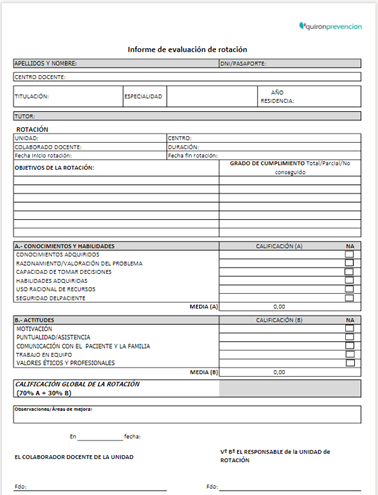 quironprevencion
Informe de evaluación de rotación
APELLIDOS Y NOMBRE: DNI/PASAPORTE:
CENTRO DOCENTE:
TITULACIÓN: ESPECIALIDAD AÑO RESIDENCIA:
TUTOR:
ROTACIÓN
UNIDAD: CENTRO:
COLABORADO DOCENTE: DURACIÓN:
Fecha inicio rotación: Fecha fin rotación:
OBJETIVOS DE LA ROTACIÓN: GRADO DE CUMPLIMIENTO Total/Parcial/No
conseguido
A.- CONOCIMIENTOS Y HABILIDADES CALIFICACIÓN (A) NA
CONOCIMIENTOS ADQUIRIDOS
RAZONAMIENTO/VALORACIÓN DEL PROBLEMA
CAPACIDAD DE TOMAR DECISIONES
HABILIDADES ADQUIRIDAS
USO RACIONAL DE RECURSOS
SEGURIDAD DELPACIENTE
MEDIA (A) 0,00
B.- ACTITUDES CALIFICACIÓN (B) NA
MOTIVACIÓN
PUNTUALIDAD/ASISTENCIA
COMUNICACIÓN CON EL PACIENTE Y LA FAMILIA
TRABAJO EN EQUIPO
VALORES ÉTICOS Y PROFESIONALES
MEDIA (B) 0,00
CALIFICACIÓN GLOBAL DE LA ROTACIÓN
(70% A + 30% B)
Observaciones/Áreas de mejora:
En fecha:
EL COLABORADOR DOCENTE DE LA UNIDAD Vº Bº EL RESPONSABLE de la UNIDAD de
ROTACIÓN
Fdo: Fdo: